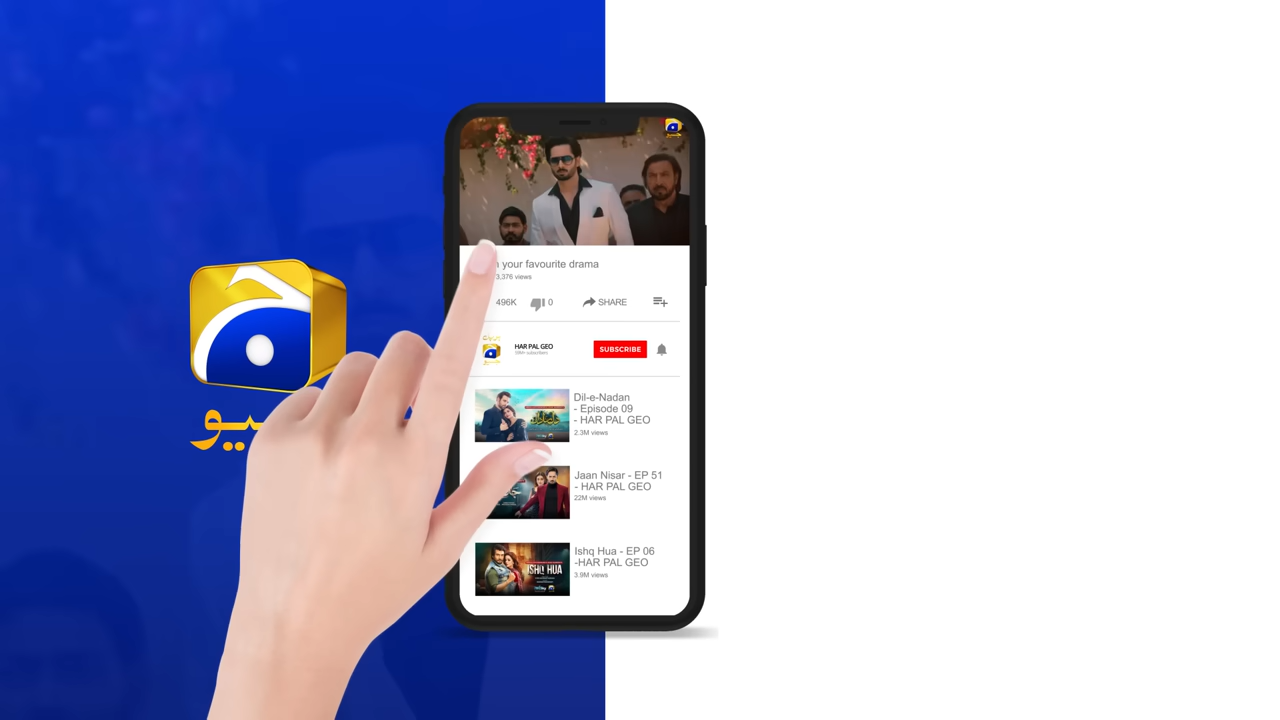 n your favourite drama
3,376 views
496K
0
SHARE
HAR PAL GEO
SUBSCRIBE
Dil-e-Nadan
- Episode 09
- HAR PAL GEO
2.3M views
Jaan Nisar - EP 51
- HAR PAL GEO
22M views
ISHQ HUA
Ishq Hua - EP 06
-HAR PAL GEO
3.9M views